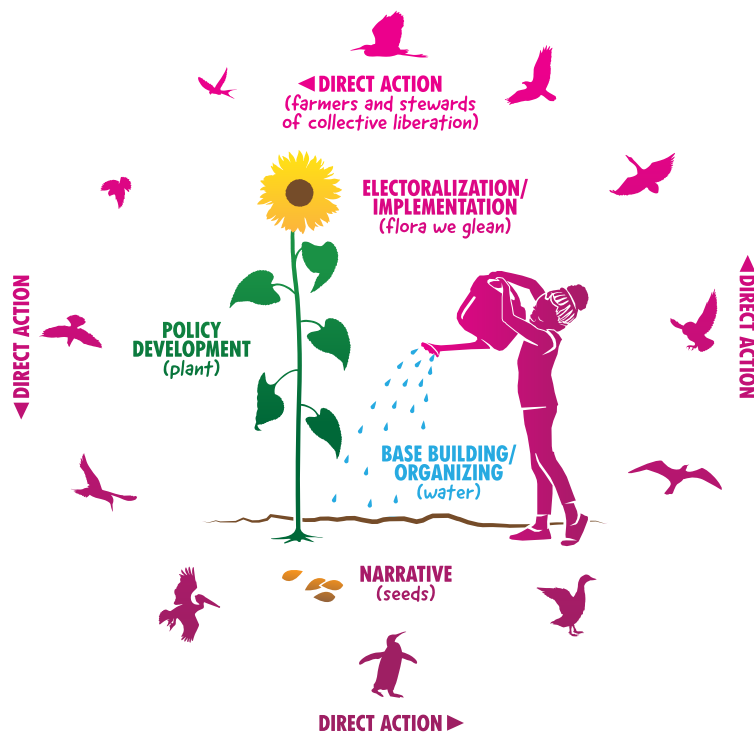 DIRECT ACTION
(farmers and stewards
of collective liberation)
ELECTORALIZATION/
IMPLEMENTATION
(flora we glean)
DIRECT ACTION
DIRECT ACTION
POLICY
DEVELOPMENT
(plant)
BASE BUILDING/
ORGANIZING
(water)
NARRATIVE
(seeds)
DIRECT ACTION